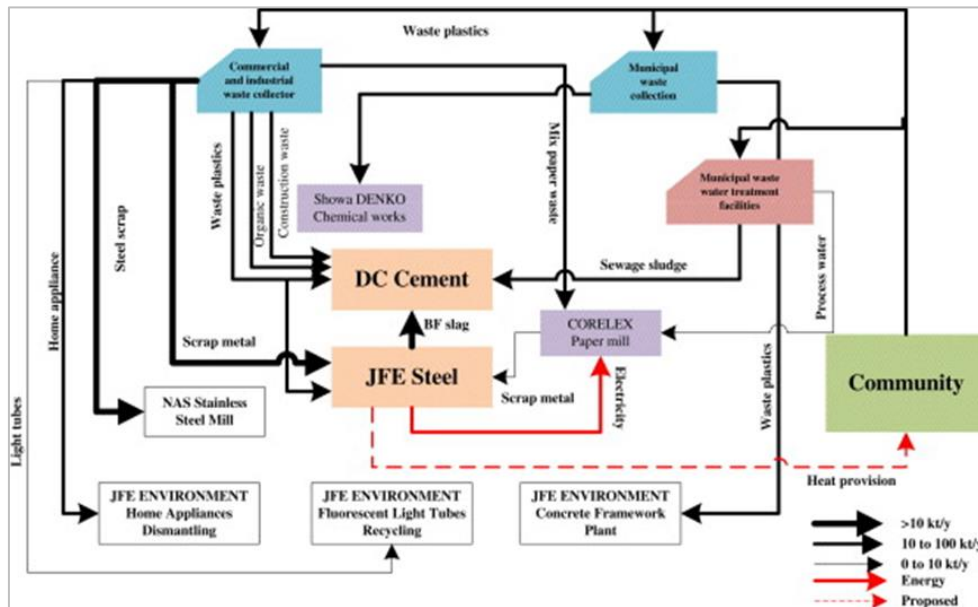 Waste plastics
Commercial
and industrial
waste collector
Municipal
waste
collection
Waste plastics
Organic waste
Construction waste
Mix paper waste
Showa DENKO
Chemical works
Municipal waste
water treatment
facilities
Steel scrap
Home appliance
Light tubes
DC Cement
Sewage sludge
Process water
BF slag
CORELEX
Paper mill
Scrap metal
JFE Steel
Scrap metal
Electricity
Waste plastics
Community
NAS Stainless
Steel Mill
Heat provision
JFE ENVIRONMENT
Home Appliances
Dismantling
JFE ENVIRONMENT
Fluorescent Light Tubes
Recycling
JFE ENVIRONMENT
Concrete Framework
Plant
>10 kt/y
10 to 100 kt/y
0 to 10 kt/y
Energy
Proposed